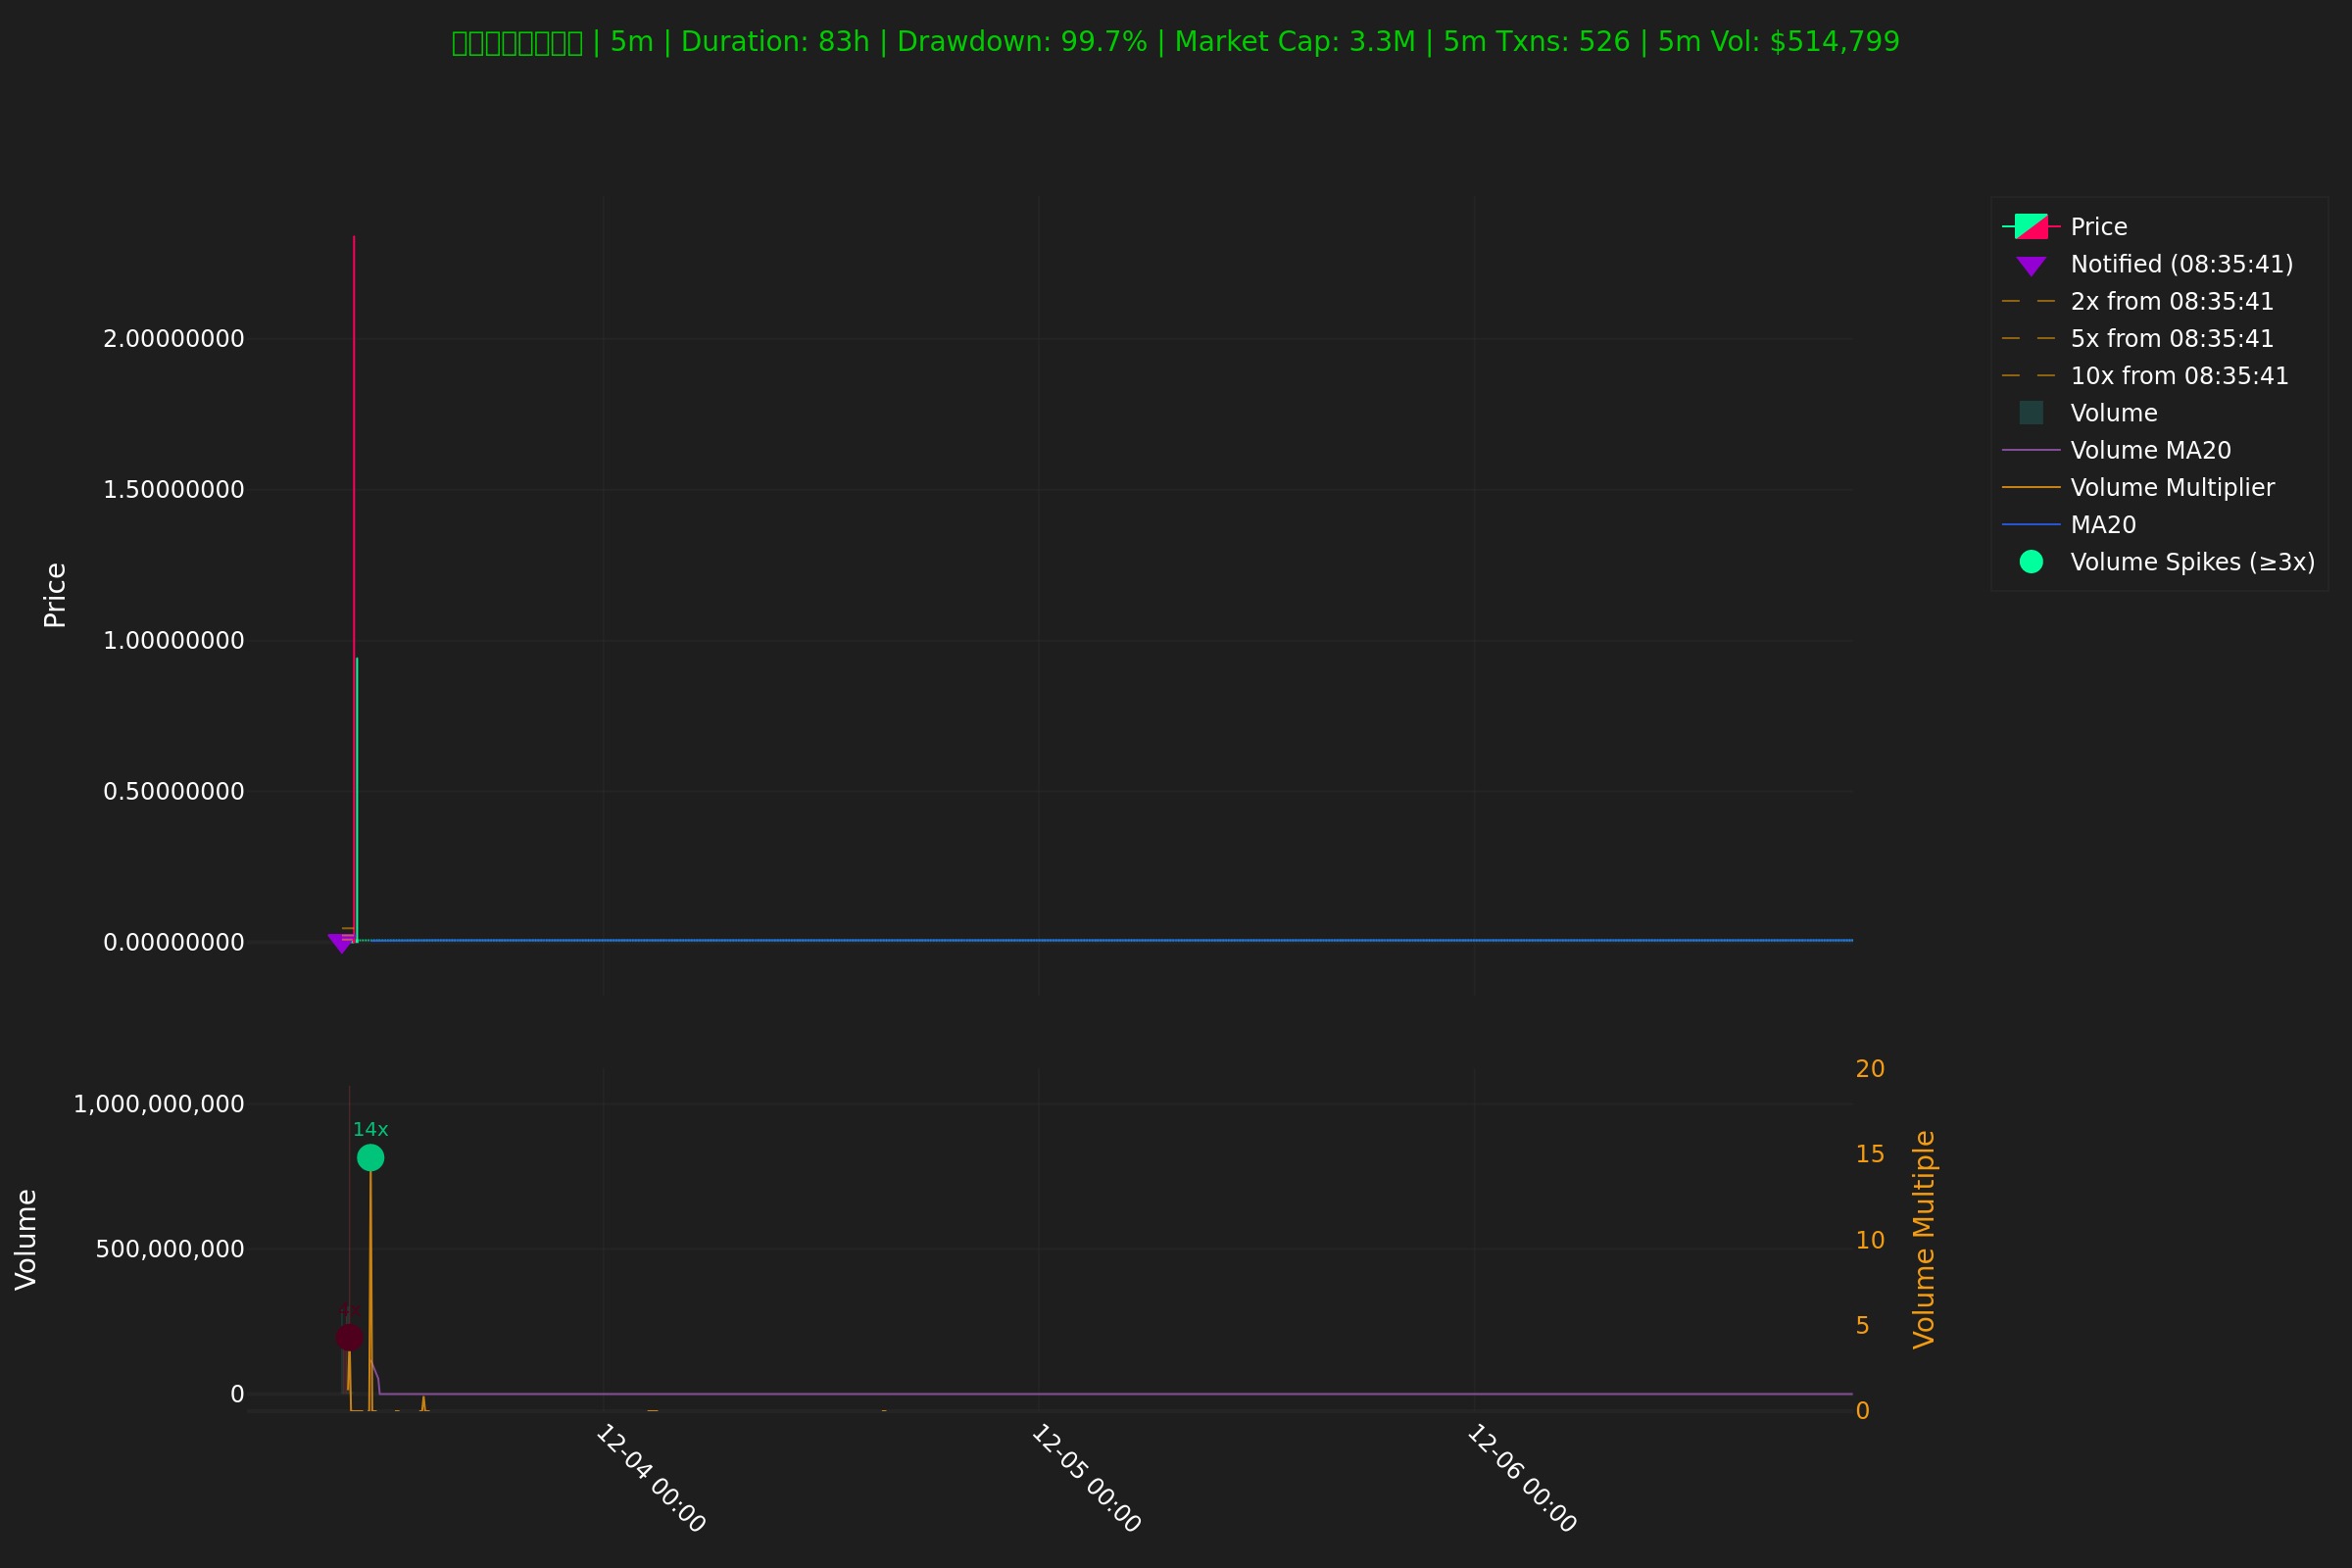 ▯▯▯▯▯▯▯▯ | 5m | Duration: 83h | Drawdown: 99.7% | Market Cap: 3.3M | 5m Txns: 526 | 5m Vol: $514,799
Price
2.00000000
1.50000000
1.00000000
0.50000000
0.00000000
Price
Notified (08:35:41)
2x from 08:35:41
5x from 08:35:41
10x from 08:35:41
Volume
Volume MA20
Volume Multiplier
MA20
Volume Spikes (≥3x)
Volume
1,000,000,000
500,000,000
0
14x
20
15
10
5
0
Volume Multiple
12-04 00:00
12-05 00:00
12-06 00:00